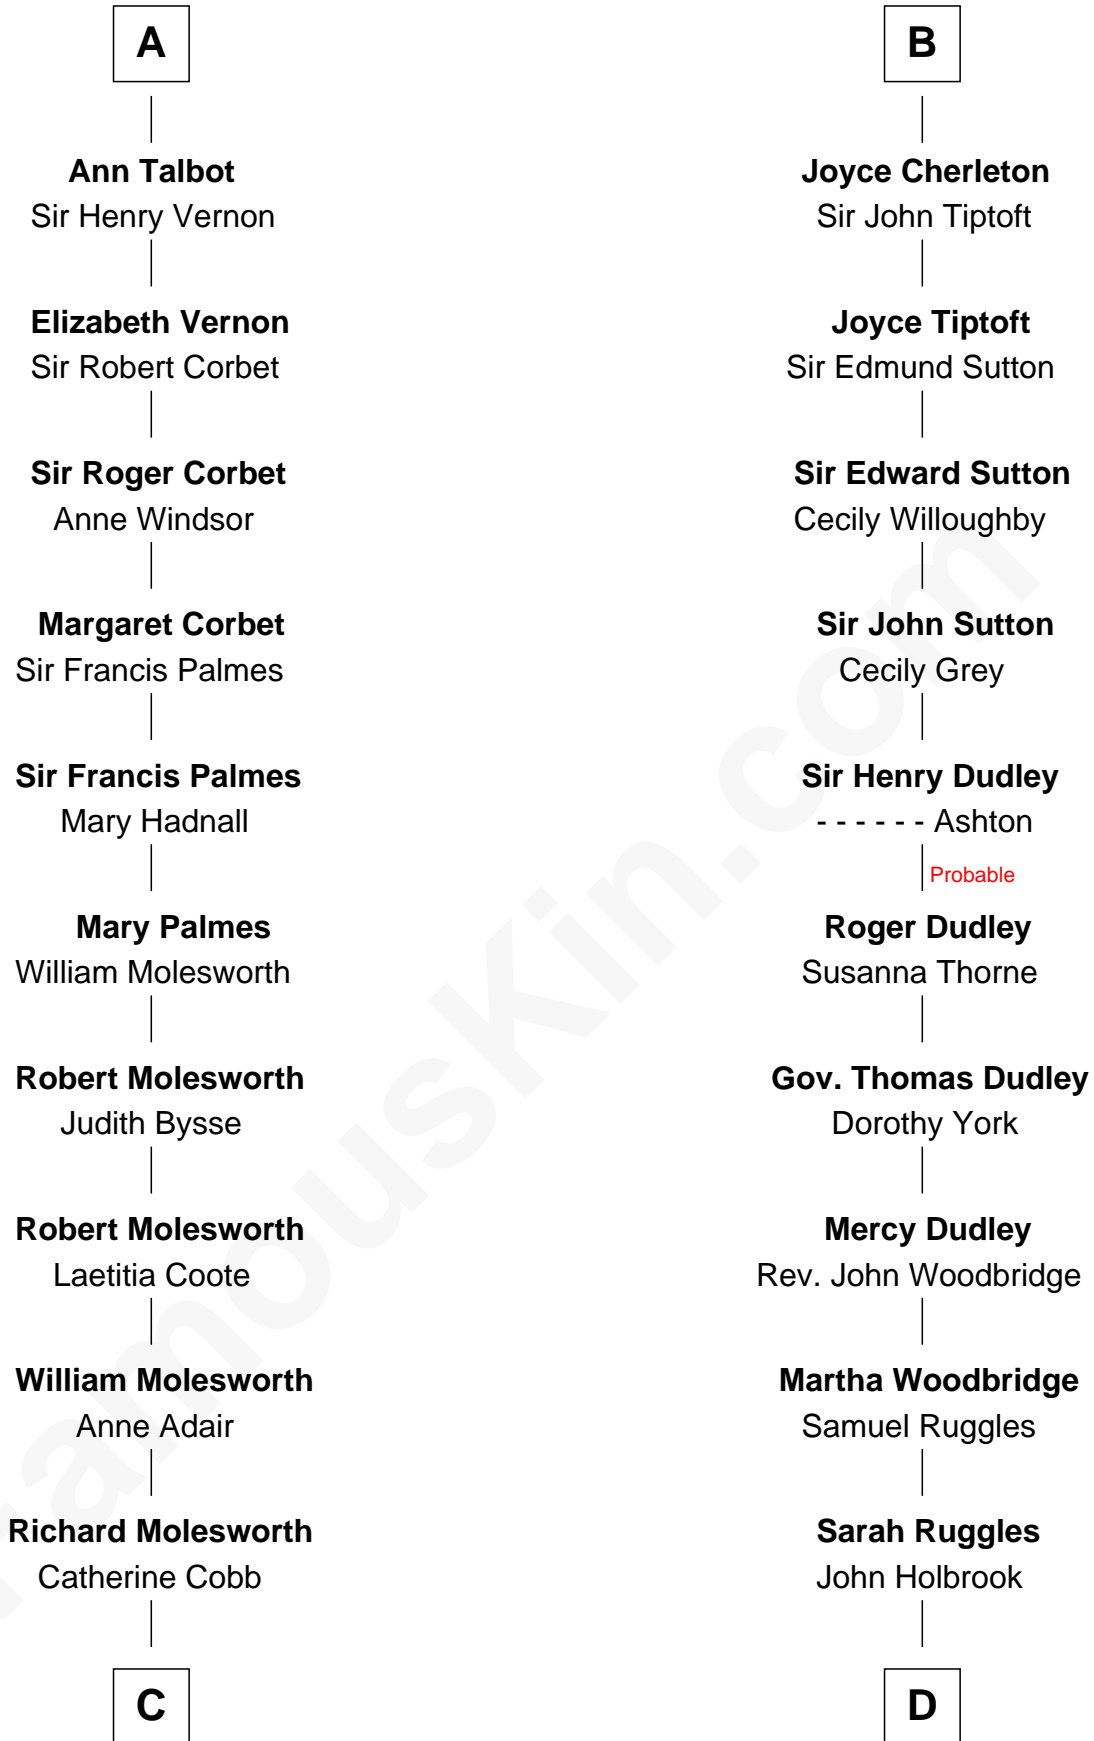 A
Ann Talbot
Sir Henry Vernon
Elizabeth Vernon
Sir Robert Corbet
Sir Roger Corbet
Anne Windsor
Margaret Corbet
Sir Francis Palmes
Sir Francis Palmes
Mary Hadnall
Mary Palmes
William Molesworth
Robert Molesworth
Judith Bysse
Robert Molesworth
Laetitia Coote
William Molesworth
Anne Adair
Richard Molesworth
Catherine Cobb
C
B
Joyce Cherleton
Sir John Tiptoft
Joyce Tiptoft
Sir Edmund Sutton
Sir Edward Sutton
Cecily Willoughby
Sir John Sutton
Cecily Grey
Sir Henry Dudley
- - - - - - Ashton
Probable
Roger Dudley
Susanna Thorne
Gov. Thomas Dudley
Dorothy York
Mercy Dudley
Rev. John Woodbridge
Martha Woodbridge
Samuel Ruggles
Sarah Ruggles
John Holbrook
D
FamousKin.com